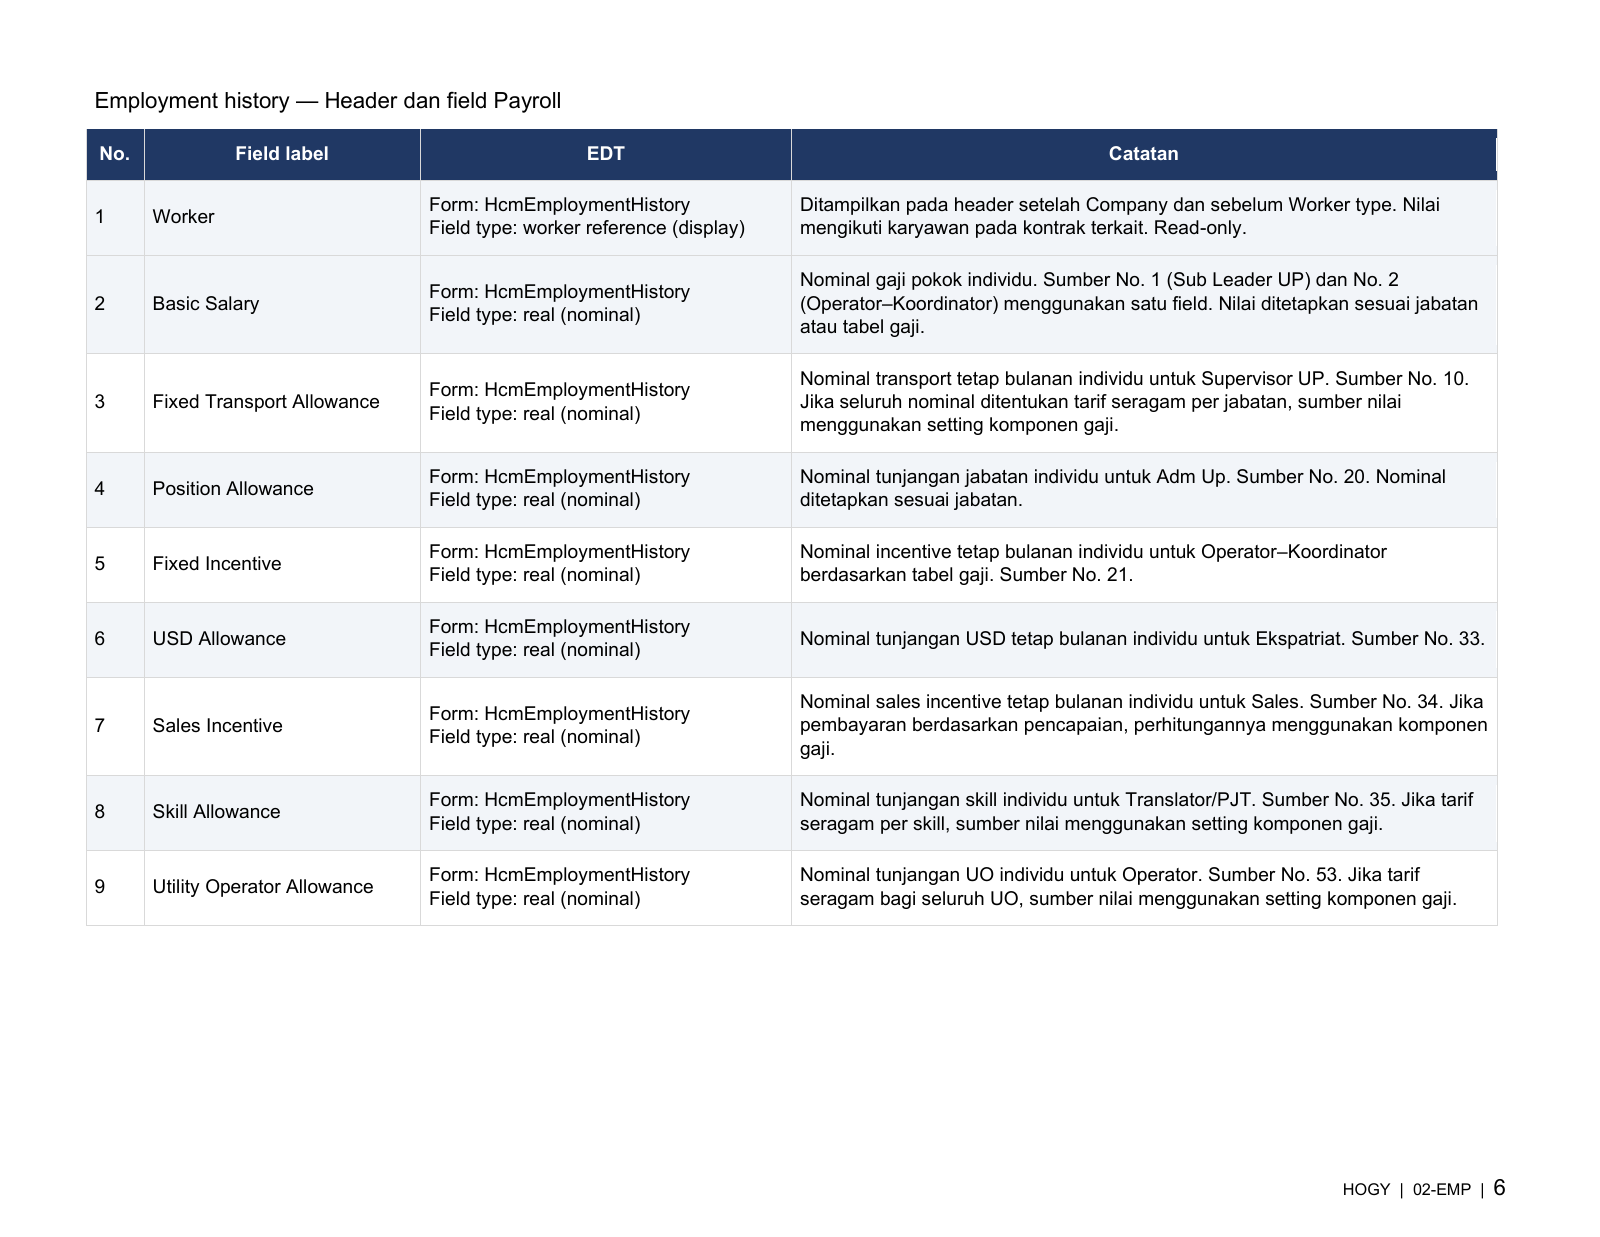 Employment history — Header dan field Payroll
No. Field label EDT Catatan
1 Worker Form: HcmEmploymentHistory
Field type: worker reference (display)
Ditampilkan pada header setelah Company dan sebelum Worker type. Nilai
mengikuti karyawan pada kontrak terkait. Read-only.
2 Basic Salary Form: HcmEmploymentHistory
Field type: real (nominal)
Nominal gaji pokok individu. Sumber No. 1 (Sub Leader UP) dan No. 2
(Operator–Koordinator) menggunakan satu field. Nilai ditetapkan sesuai jabatan
atau tabel gaji.
3 Fixed Transport Allowance Form: HcmEmploymentHistory
Field type: real (nominal)
Nominal transport tetap bulanan individu untuk Supervisor UP. Sumber No. 10.
Jika seluruh nominal ditentukan tarif seragam per jabatan, sumber nilai
menggunakan setting komponen gaji.
4 Position Allowance Form: HcmEmploymentHistory
Field type: real (nominal)
Nominal tunjangan jabatan individu untuk Adm Up. Sumber No. 20. Nominal
ditetapkan sesuai jabatan.
5 Fixed Incentive Form: HcmEmploymentHistory
Field type: real (nominal)
Nominal incentive tetap bulanan individu untuk Operator–Koordinator
berdasarkan tabel gaji. Sumber No. 21.
6 USD Allowance Form: HcmEmploymentHistory
Field type: real (nominal)
Nominal tunjangan USD tetap bulanan individu untuk Ekspatriat. Sumber No. 33.
7 Sales Incentive Form: HcmEmploymentHistory
Field type: real (nominal)
Nominal sales incentive tetap bulanan individu untuk Sales. Sumber No. 34. Jika
pembayaran berdasarkan pencapaian, perhitungannya menggunakan komponen
gaji.
8 Skill Allowance Form: HcmEmploymentHistory
Field type: real (nominal)
Nominal tunjangan skill individu untuk Translator/PJT. Sumber No. 35. Jika tarif
seragam per skill, sumber nilai menggunakan setting komponen gaji.
9 Utility Operator Allowance Form: HcmEmploymentHistory
Field type: real (nominal)
Nominal tunjangan UO individu untuk Operator. Sumber No. 53. Jika tarif
seragam bagi seluruh UO, sumber nilai menggunakan setting komponen gaji.
HOGY | 02-EMP | 6